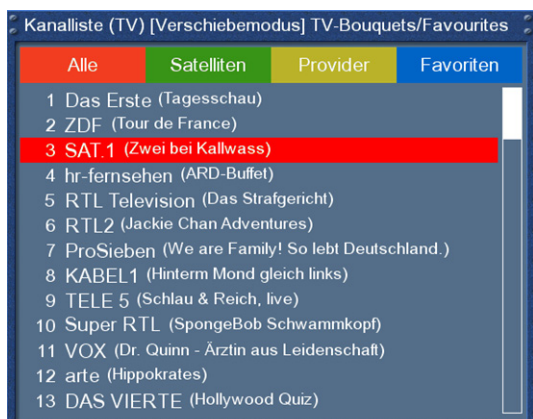 Kanalliste (TV) [Verschiebemodus] TV-Bouquets/Favourites
Alle Satelliten Provider Favoriten
1 Das Erste (Tagesschau)
2 ZDF (Tour de France)
3 SAT.1 (Zwei bei Kallwass)
4 hr-fernsehen (ARD-Buffet)
5 RTL Television (Das Strafgericht)
6 RTL2 (Jackie Chan Adventures)
7 ProSieben (We are Family! So lebt Deutschland.)
8 KABEL1 (Hinterm Mond gleich links)
9 TELE 5 (Schlau & Reich, live)
10 Super RTL (SpongeBob Schwammkopf)
11 VOX (Dr. Quinn - Ärztin aus Leidenschaft)
12 arte (Hippokrates)
13 DAS VIERTE (Hollywood Quiz)